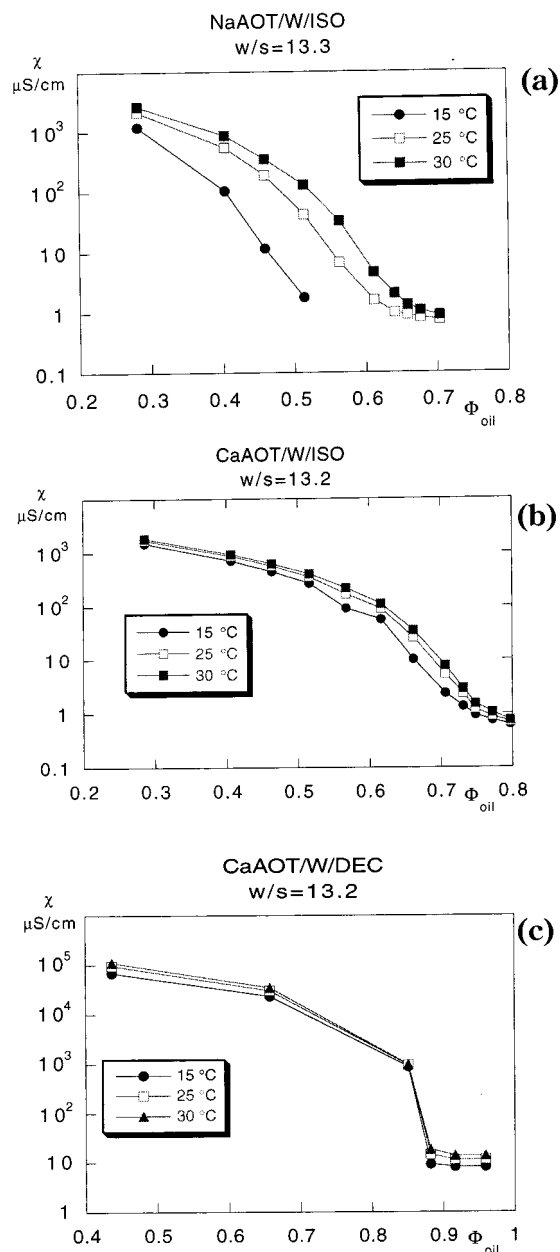 NaAOT/W/ISO
w/s=13.3
χ
μS/cm
(a)
15 °C
25 °C
30 °C
10³
10²
10
1
0.1
0.2 0.3 0.4 0.5 0.6 0.7 0.8
Φoil
CaAOT/W/ISO
w/s=13.2
χ
μS/cm
(b)
10³
10²
10
1
0.1
15 °C
25 °C
30 °C
0.2 0.3 0.4 0.5 0.6 0.7 0.8
Φoil
CaAOT/W/DEC
w/s=13.2
χ
μS/cm
(c)
10⁵
10⁴
10³
10²
10
1
15 °C
25 °C
30 °C
0.4 0.5 0.6 0.7 0.8 0.9 1
Φoil